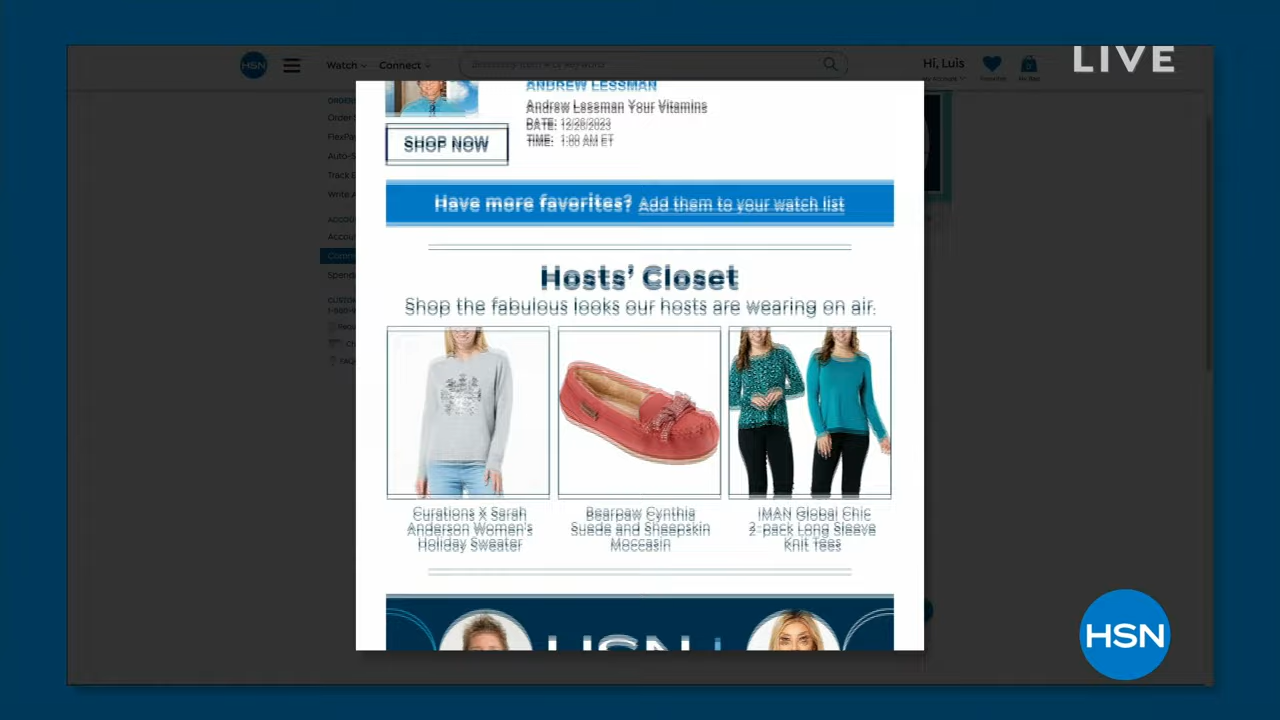 LIVE
HSN
Watch
Connect
Hi, Luis
ANDREW LESSMAN
Andrew Lessman Your Vitamins
DATE: 12/26/2023
TIME: 1:00 AM ET
SHOP NOW
Have more favorites? Add them to your watch list
Hosts' Closet
Shop the fabulous looks our hosts are wearing on air.
Curations X Sarah
Anderson Women's
Holiday Sweater
Bearpaw Cynthia
Suede and Sheepskin
Moccasin
IMAN Global Chic
2-pack Long Sleeve
Knit Tees
HSN
HSN